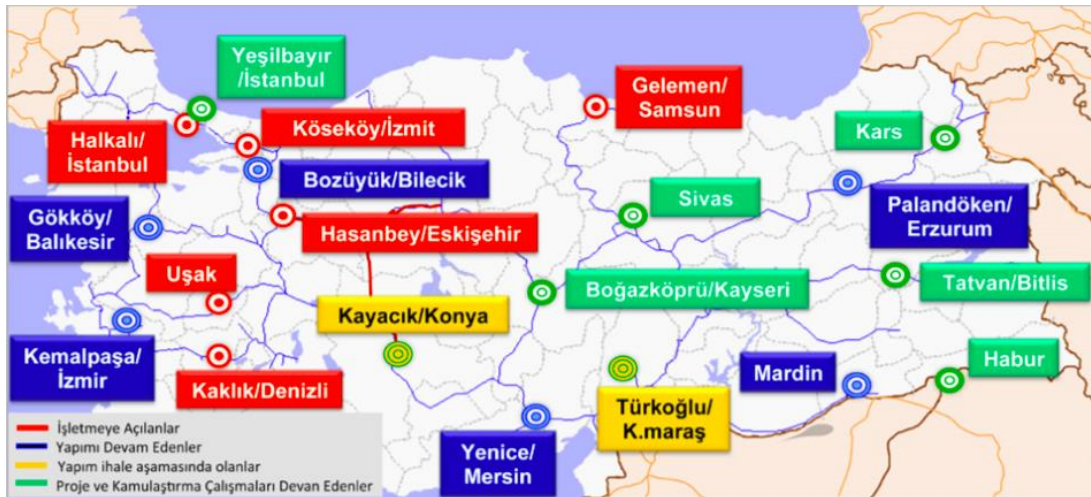 Yeşilbayır
/İstanbul
Gelemen/
Samsun
Halkalı/
İstanbul
Köseköy/İzmit
Kars
Bozüyük/Bilecik
Sivas
Gökköy/
Balıkesir
Hasanbey/Eskişehir
Palandöken/
Erzurum
Uşak
Boğazköprü/Kayseri
Tatvan/Bitlis
Kayacık/Konya
Kemalpaşa/
İzmir
Kaklık/Denizli
Mardin
Habur
Türkoğlu/
K.maraş
Yenice/
Mersin
İşletmeye Açılanlar
Yapımı Devam Edenler
Yapım ihale aşamasında olanlar
Proje ve Kamulaştırma Çalışmaları Devan Edenler